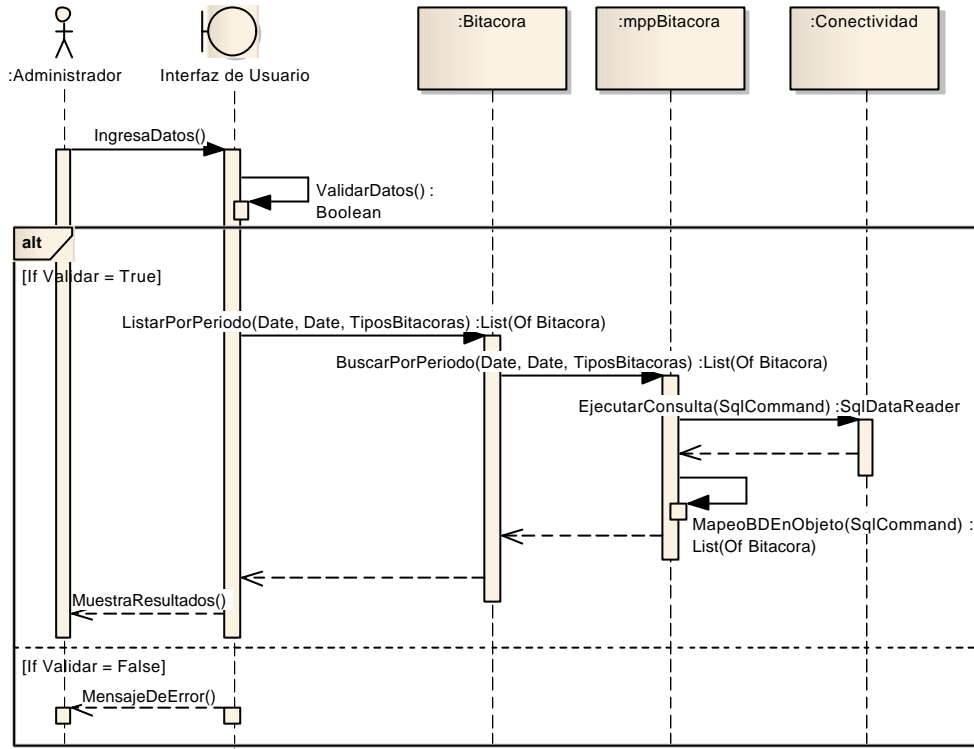 :Administrador
Interfaz de Usuario
:Bitacora
:mppBitacora
:Conectividad
IngresaDatos()
ValidarDatos() :
Boolean
alt
[If Validar = True]
ListarPorPeriodo(Date, Date, TiposBitacoras) :List(Of Bitacora)
BuscarPorPeriodo(Date, Date, TiposBitacoras) :List(Of Bitacora)
EjecutarConsulta(SqlCommand) :SqlDataReader
MapeoBDEnObjeto(SqlCommand) :
List(Of Bitacora)
MuestraResultados()
[If Validar = False]
MensajeDeError()